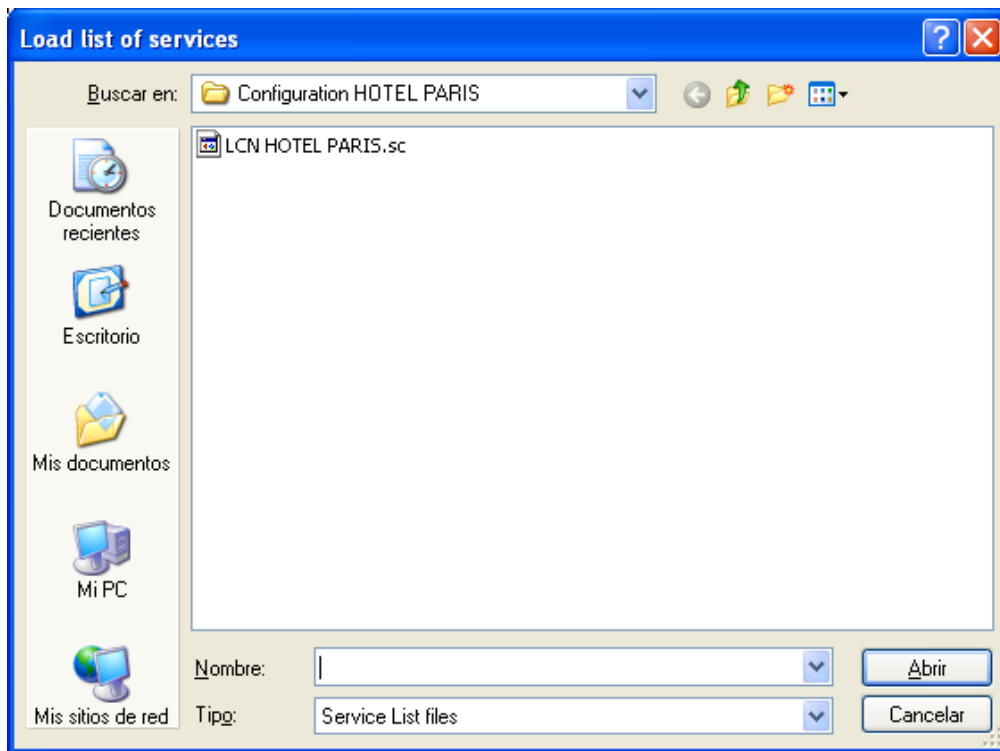 Load list of services
Buscar en:
Configuration HOTEL PARIS
LCN HOTEL PARIS.sc
Documentos
recientes
Escritorio
Mis documentos
Mi PC
Mis sitios de red
Nombre:
Abrir
Tipo:
Service List files
Cancelar